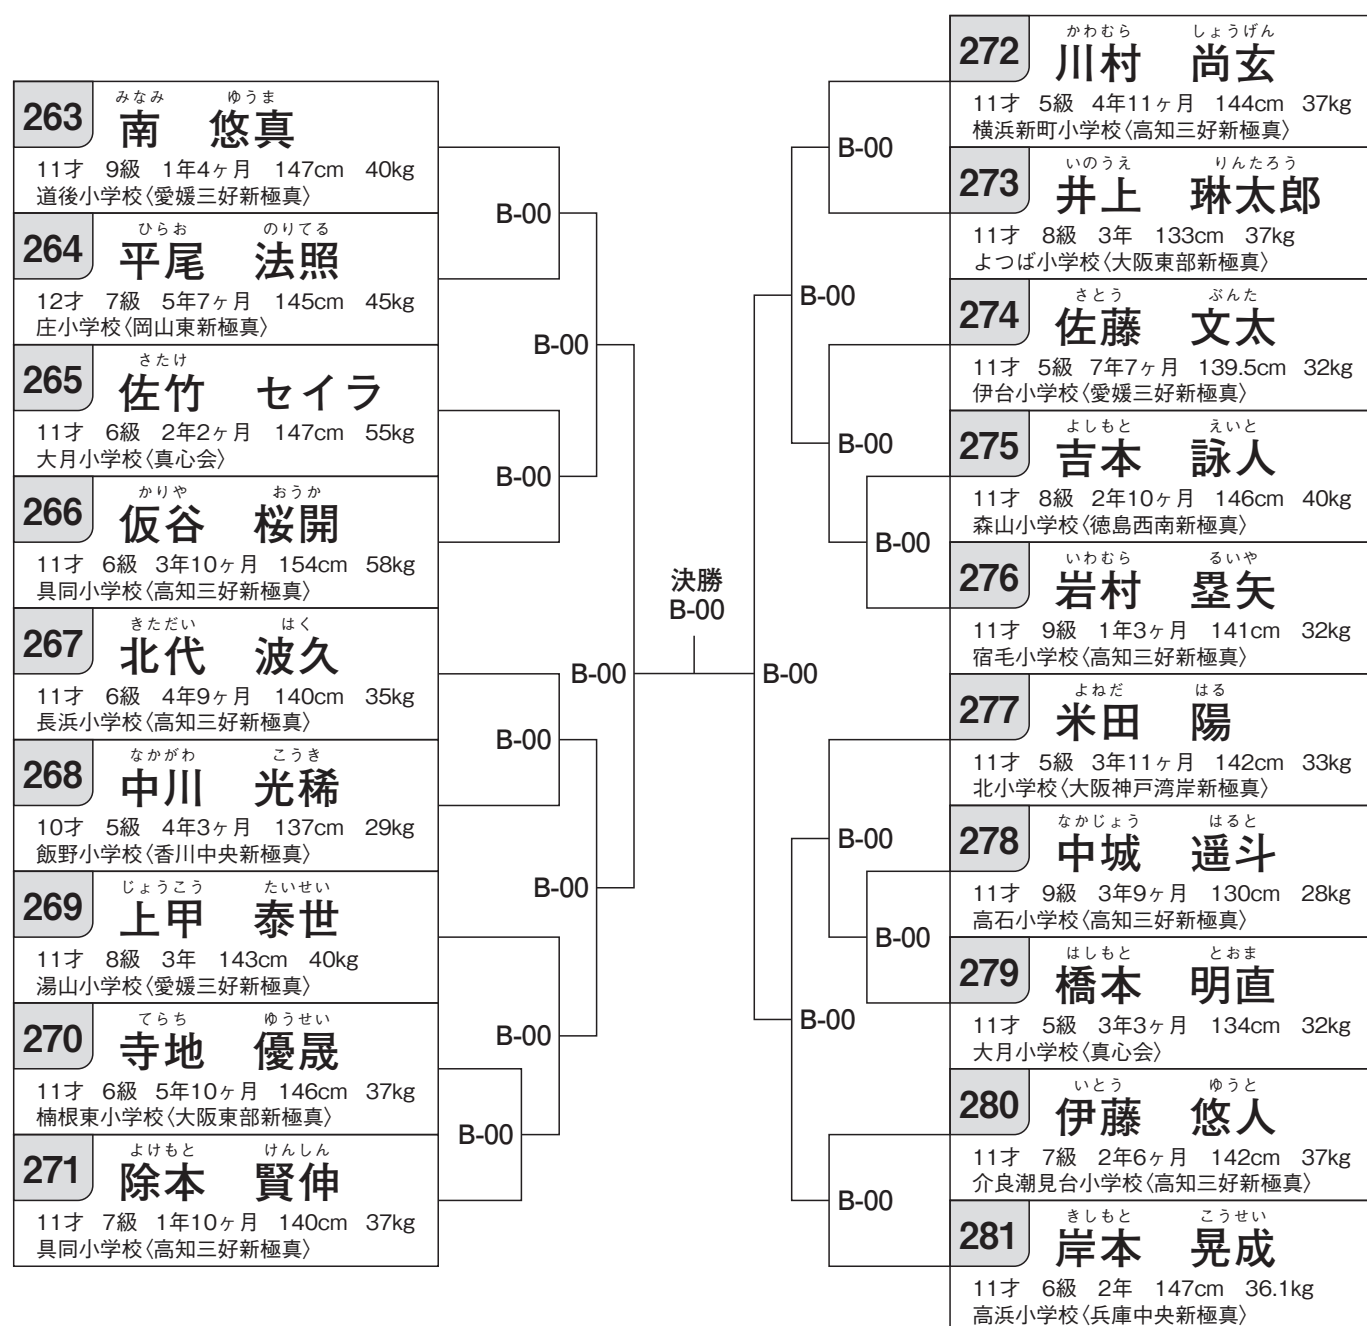 263
みなみ ゆうま
南 悠真
11才 9級 1年4ヶ月 147cm 40kg
道後小学校〈愛媛三好新極真〉
264
ひらお のりてる
平尾 法照
12才 7級 5年7ヶ月 145cm 45kg
庄小学校〈岡山東新極真〉
265
さたけ
佐竹 セイラ
11才 6級 2年2ヶ月 147cm 55kg
大月小学校〈真心会〉
266
かりや おうか
仮谷 桜開
11才 6級 3年10ヶ月 154cm 58kg
具同小学校〈高知三好新極真〉
267
きただい はく
北代 波久
11才 6級 4年9ヶ月 140cm 35kg
長浜小学校〈高知三好新極真〉
268
なかがわ こうき
中川 光稀
10才 5級 4年3ヶ月 137cm 29kg
飯野小学校〈香川中央新極真〉
269
じょうこう たいせい
上甲 泰世
11才 8級 3年 143cm 40kg
湯山小学校〈愛媛三好新極真〉
270
てらち ゆうせい
寺地 優晟
11才 6級 5年10ヶ月 146cm 37kg
楠根東小学校〈大阪東部新極真〉
271
よけもと けんしん
除本 賢伸
11才 7級 1年10ヶ月 140cm 37kg
具同小学校〈高知三好新極真〉
B-00
B-00
B-00
B-00
B-00
B-00
B-00
B-00
決勝
B-00
B-00
B-00
B-00
B-00
B-00
B-00
B-00
B-00
B-00
272
かわむら しょうげん
川村 尚玄
11才 5級 4年11ヶ月 144cm 37kg
横浜新町小学校〈高知三好新極真〉
273
いのうえ りんたろう
井上 琳太郎
11才 8級 3年 133cm 37kg
よつば小学校〈大阪東部新極真〉
274
さとう ぶんた
佐藤 文太
11才 5級 7年7ヶ月 139.5cm 32kg
伊台小学校〈愛媛三好新極真〉
275
よしもと えいと
吉本 詠人
11才 8級 2年10ヶ月 146cm 40kg
森山小学校〈徳島西南新極真〉
276
いわむら るいや
岩村 塁矢
11才 9級 1年3ヶ月 141cm 32kg
宿毛小学校〈高知三好新極真〉
277
よねだ はる
米田 陽
11才 5級 3年11ヶ月 142cm 33kg
北小学校〈大阪神戸湾岸新極真〉
278
なかじょう はると
中城 遥斗
11才 9級 3年9ヶ月 130cm 28kg
高石小学校〈高知三好新極真〉
279
はしもと とおま
橋本 明直
11才 5級 3年3ヶ月 134cm 32kg
大月小学校〈真心会〉
280
いとう ゆうと
伊藤 悠人
11才 7級 2年6ヶ月 142cm 37kg
介良潮見台小学校〈高知三好新極真〉
281
きしもと こうせい
岸本 晃成
11才 6級 2年 147cm 36.1kg
高浜小学校〈兵庫中央新極真〉